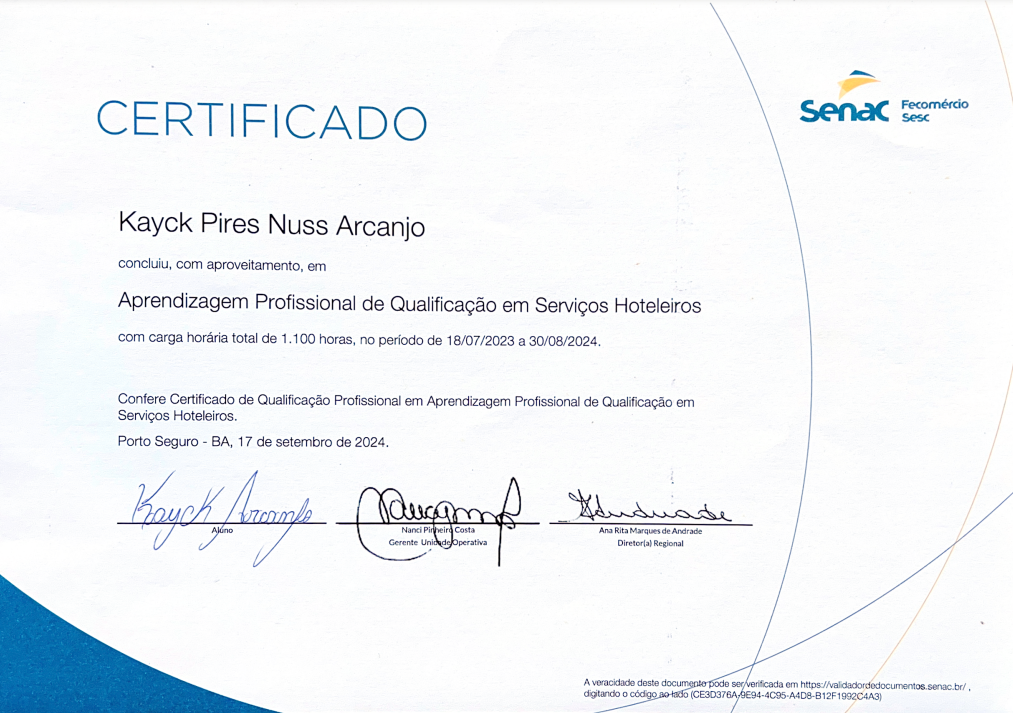 CERTIFICADO
Senac Fecomércio
Sesc
Kayck Pires Nuss Arcanjo
concluiu, com aproveitamento, em
Aprendizagem Profissional de Qualificação em Serviços Hoteleiros
com carga horária total de 1.100 horas, no período de 18/07/2023 a 30/08/2024.
Confere Certificado de Qualificação Profissional em Aprendizagem Profissional de Qualificação em
Serviços Hoteleiros.
Porto Seguro - BA, 17 de setembro de 2024.
Kayck Arcanjo
Aluno
Nanci Pinheiro Costa
Gerente Unidade Operativa
Ana Rita Marques de Andrade
Diretor(a) Regional
A veracidade deste documento pode ser verificada em https://validadordedocumentos.senac.br/ ,
digitando o código ao lado (CE3D376A-9E94-4C95-A4D8-B12F1992C4A3)